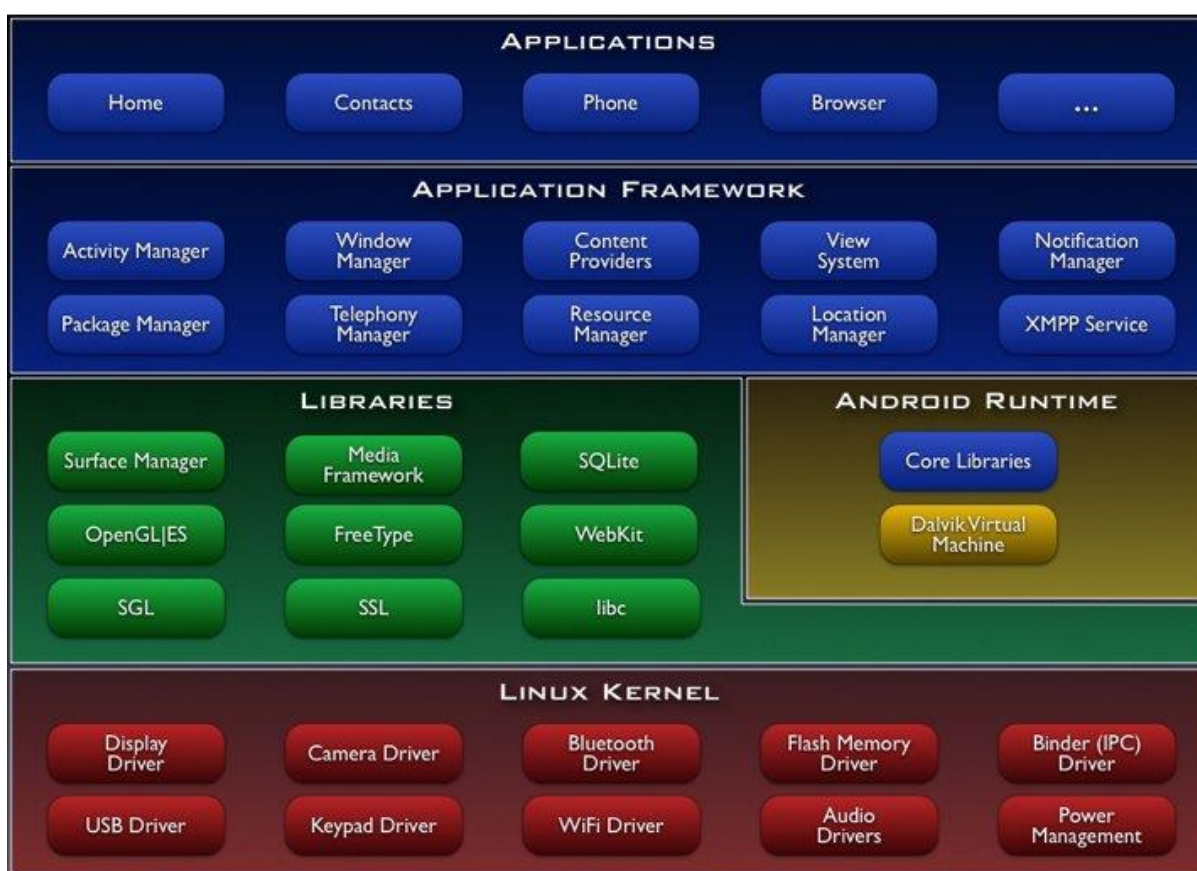 APPLICATIONS
Home
Contacts
Phone
Browser
...
APPLICATION FRAMEWORK
Activity Manager
Window
Manager
Content
Providers
View
System
Notification
Manager
Package Manager
Telephony
Manager
Resource
Manager
Location
Manager
XMPP Service
LIBRARIES
Surface Manager
Media
Framework
SQLite
OpenGL|ES
FreeType
WebKit
SGL
SSL
libc
ANDROID RUNTIME
Core Libraries
Dalvik Virtual
Machine
LINUX KERNEL
Display
Driver
Camera Driver
Bluetooth
Driver
Flash Memory
Driver
Binder (IPC)
Driver
USB Driver
Keypad Driver
WiFi Driver
Audio
Drivers
Power
Management